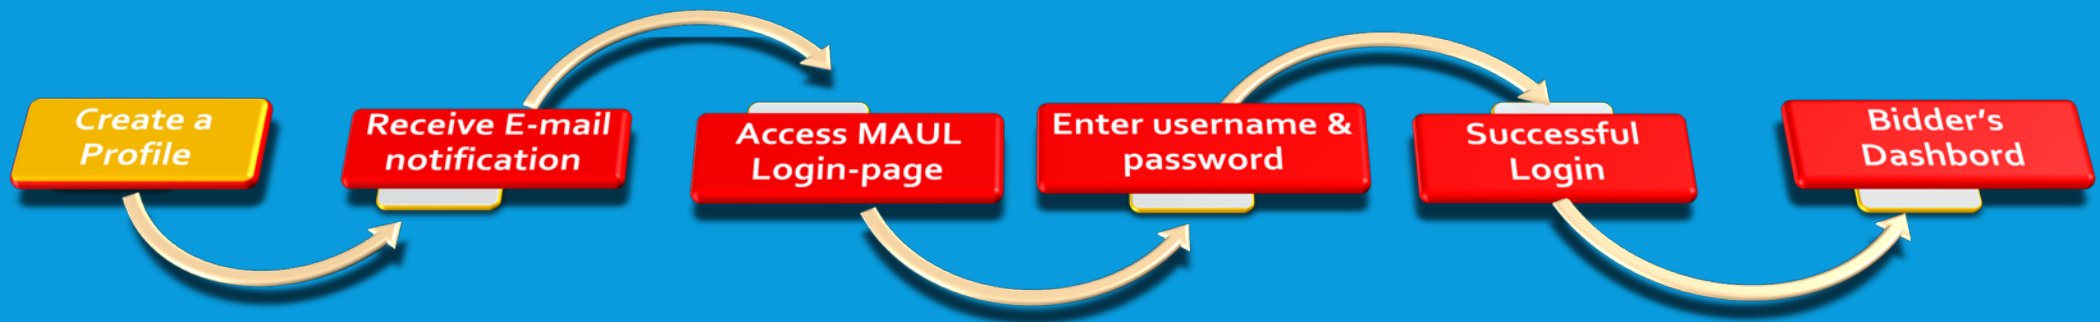 Create a
Profile
Receive E-mail
notification
Access MAUL
Login-page
Enter username &
password
Successful
Login
Bidder's
Dashbord